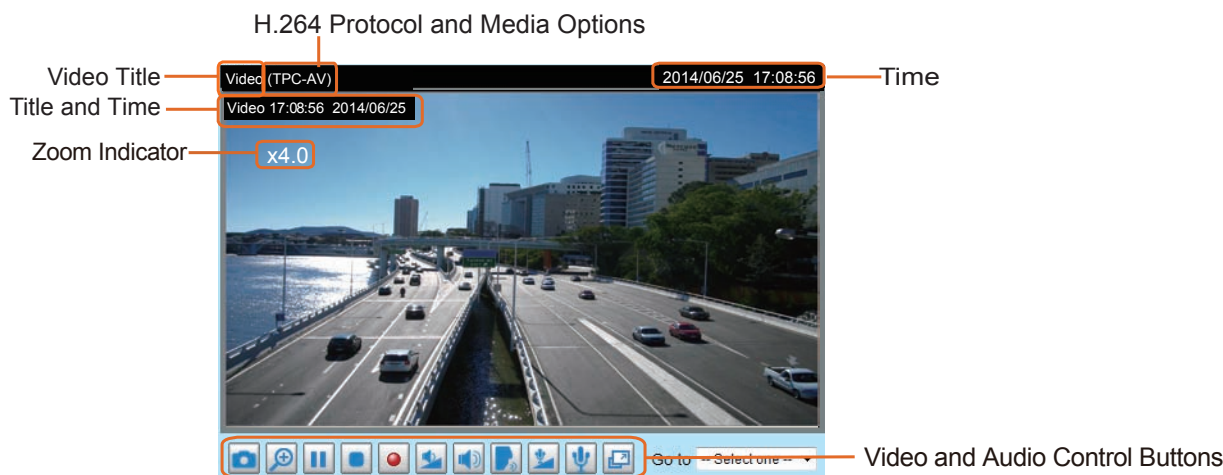 H.264 Protocol and Media Options
Video Title
Video (TPC-AV)
2014/06/25 17:08:56
Time
Title and Time
Video 17:08:56 2014/06/25
Zoom Indicator
x4.0
Go to
-- Select one --
Video and Audio Control Buttons